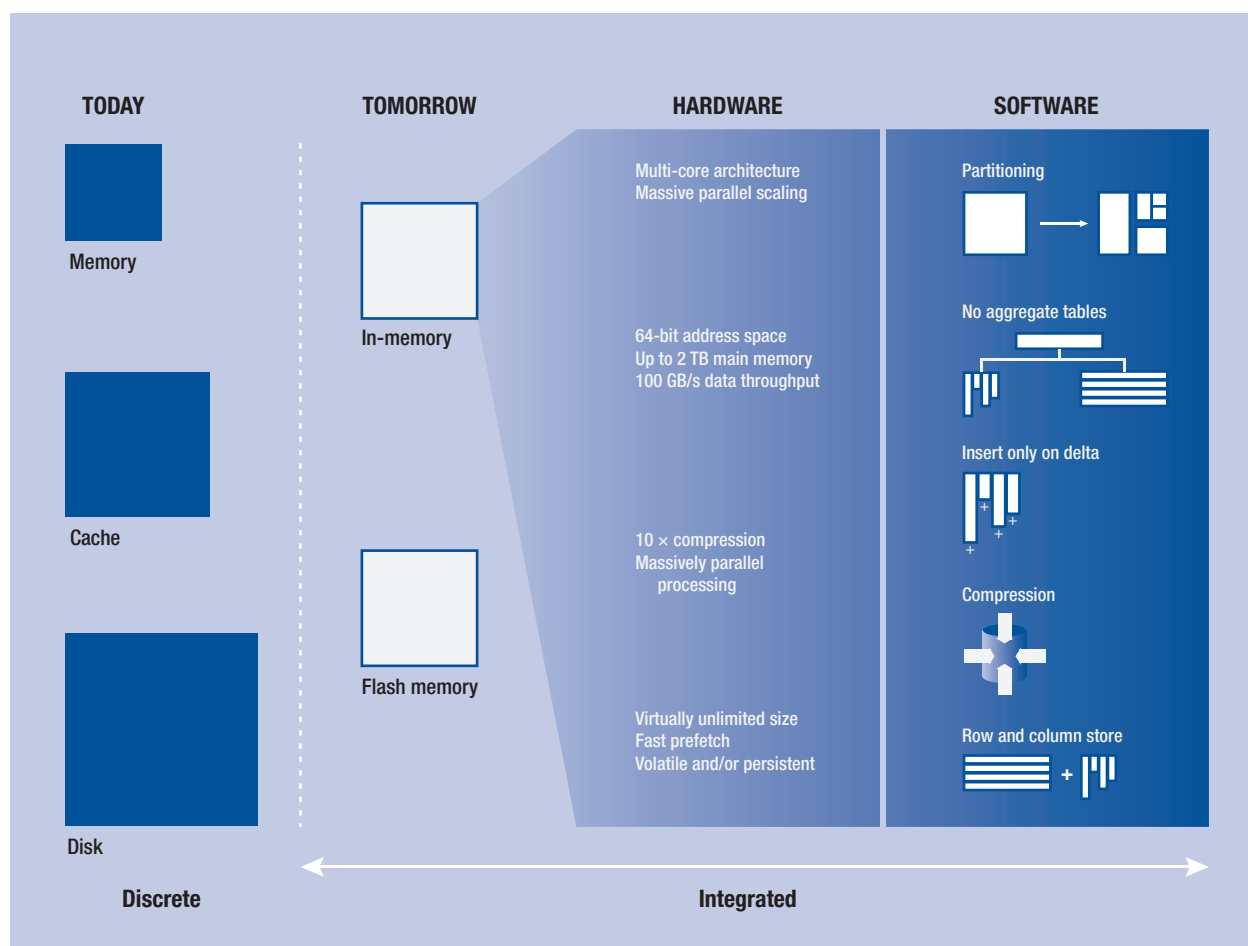 TODAY
TOMORROW
HARDWARE
SOFTWARE
Memory
Cache
Disk
Discrete
In-memory
Flash memory
Multi-core architecture
Massive parallel scaling
64-bit address space
Up to 2 TB main memory
100 GB/s data throughput
10 × compression
Massively parallel
processing
Virtually unlimited size
Fast prefetch
Volatile and/or persistent
Partitioning
No aggregate tables
Insert only on delta
+
+
+
+
Compression
Row and column store
+
Integrated